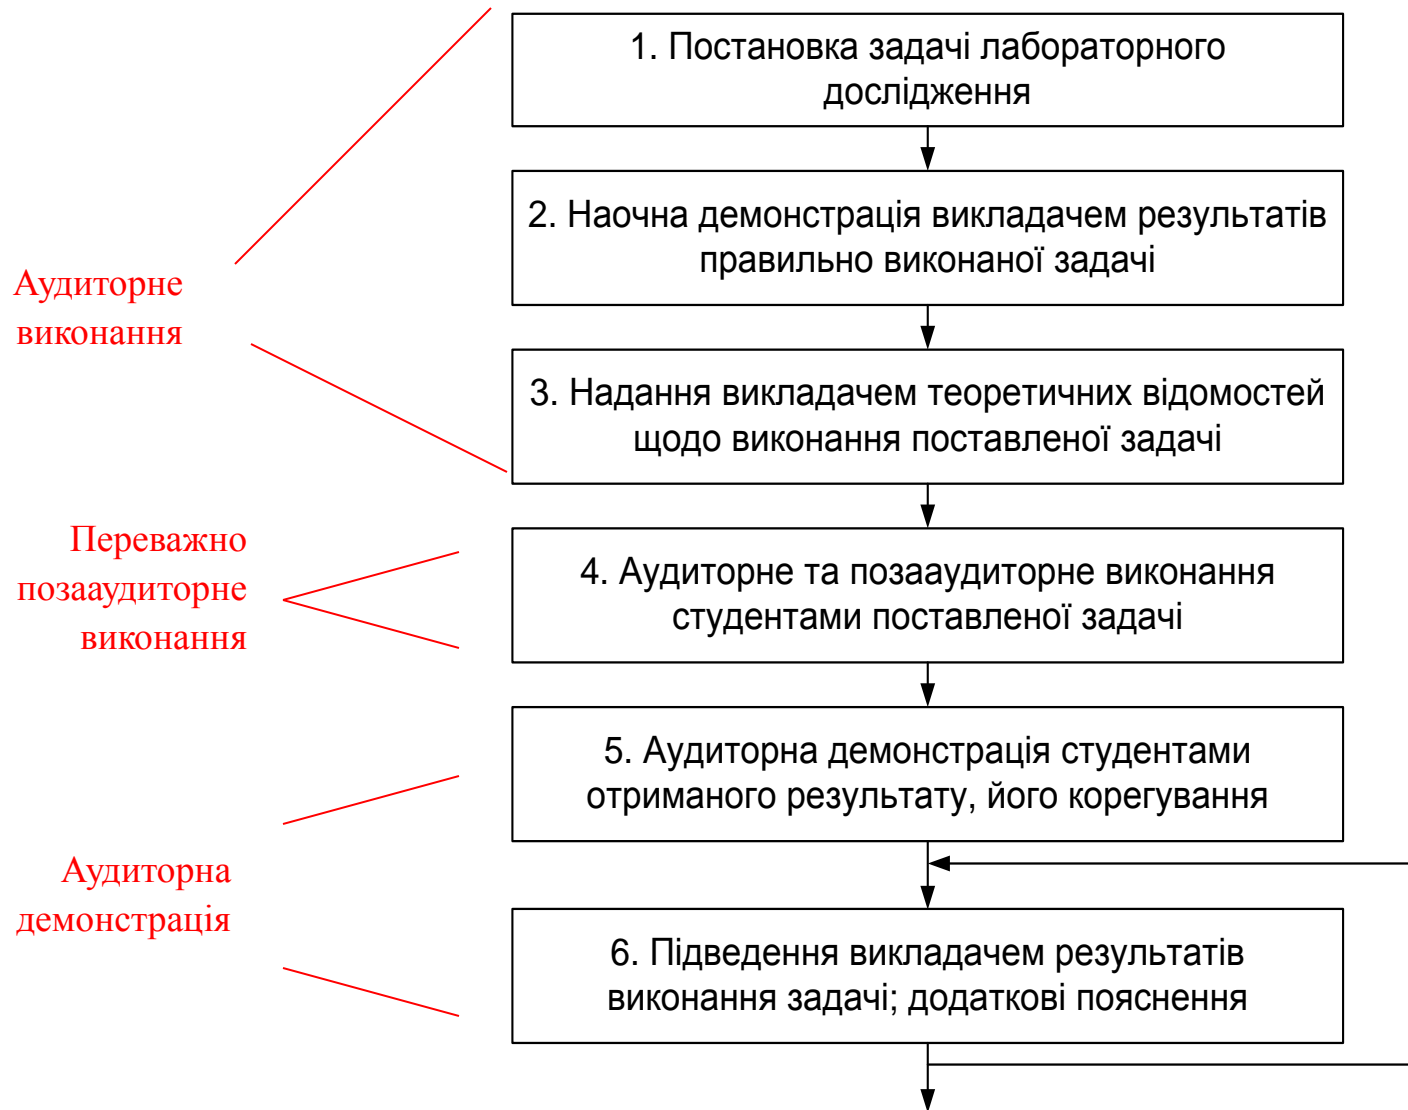 1. Постановка задачі лабораторного
дослідження
2. Наочна демонстрація викладачем результатів
правильно виконаної задачі
Аудиторне
виконання
3. Надання викладачем теоретичних відомостей
щодо виконання поставленої задачі
Переважно
позааудиторне
виконання
4. Аудиторне та позааудиторне виконання
студентами поставленої задачі
5. Аудиторна демонстрація студентами
отриманого результату, його корегування
Аудиторна
демонстрація
6. Підведення викладачем результатів
виконання задачі; додаткові пояснення